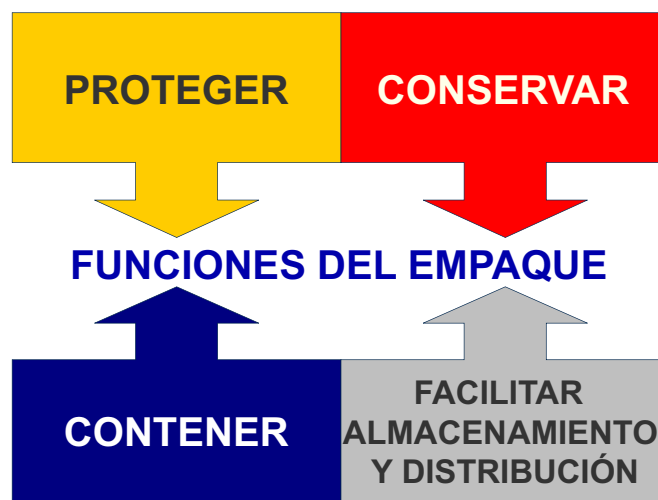 PROTEGER
CONSERVAR
FUNCIONES DEL EMPAQUE
CONTENER
FACILITAR
ALMACENAMIENTO
Y DISTRIBUCIÓN